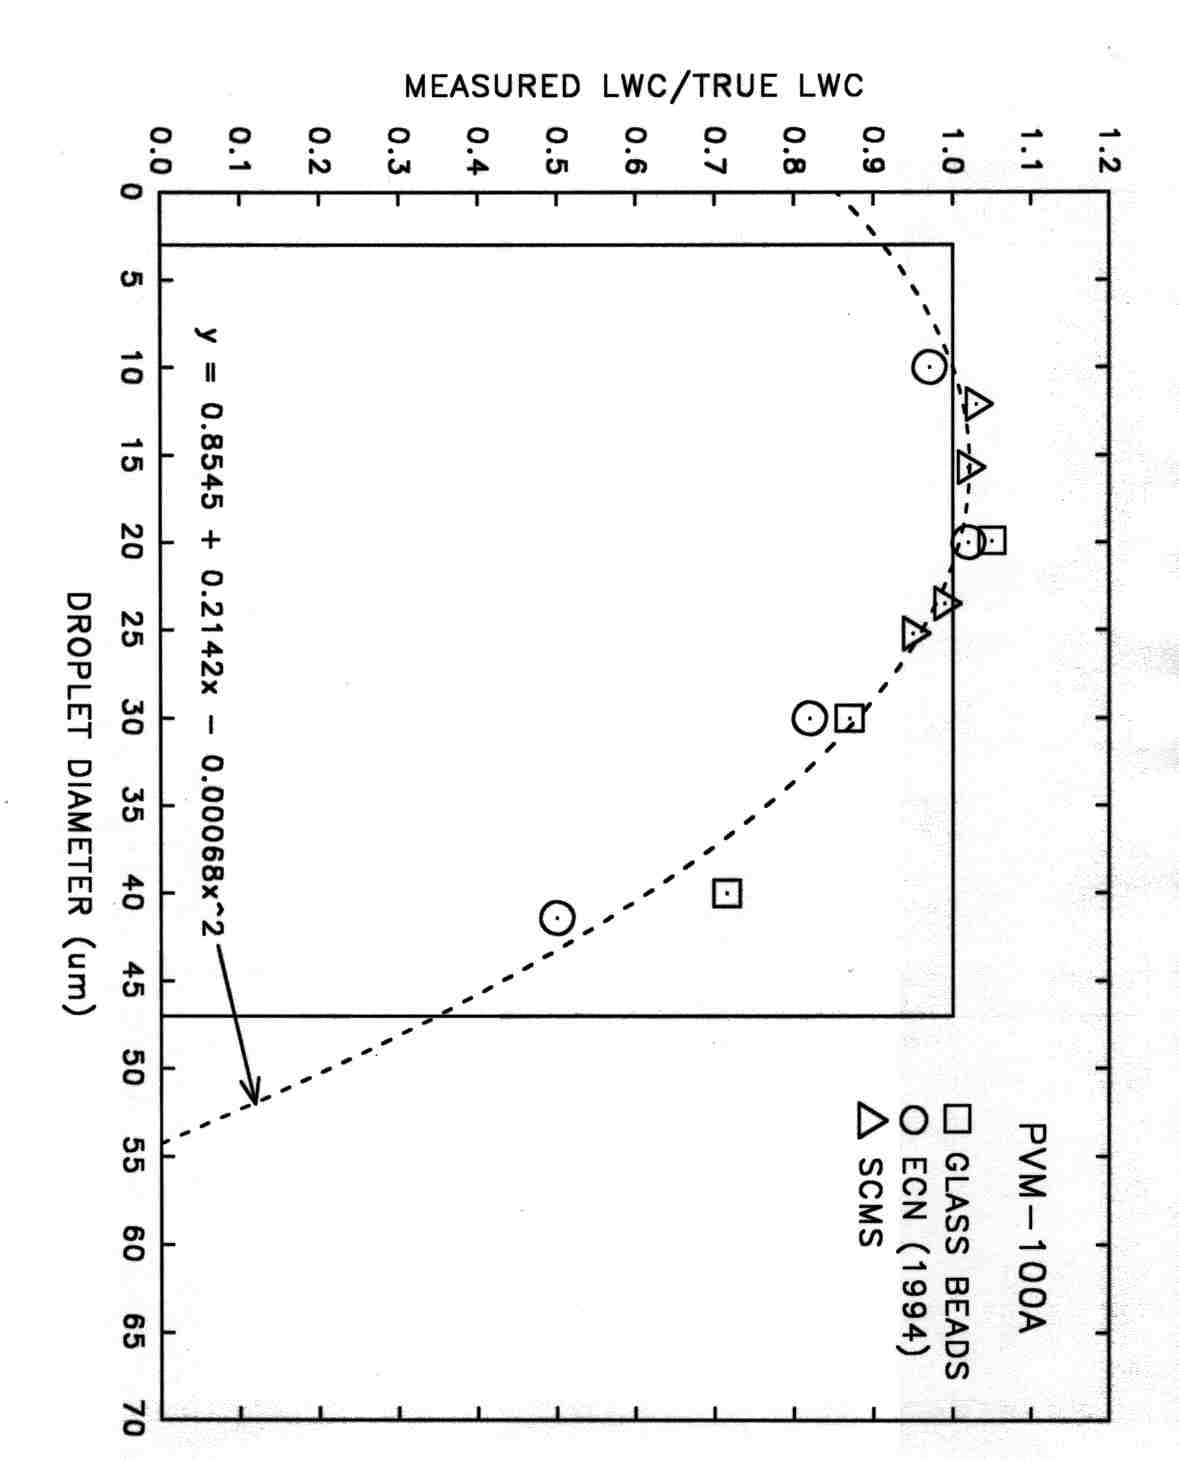 PVM-100A
GLASS BEADS
ECN (1994)
SCMS
MEASURED LWC/TRUE LWC
1.2
1.1
1.0
0.9
0.8
0.7
0.6
0.5
0.4
0.3
0.2
0.1
0.0
0 5 10 15 20 25 30 35 40 45 50 55 60 65 70
y = 0.8545 + 0.2142x - 0.00068x^2
DROPLET DIAMETER (um)